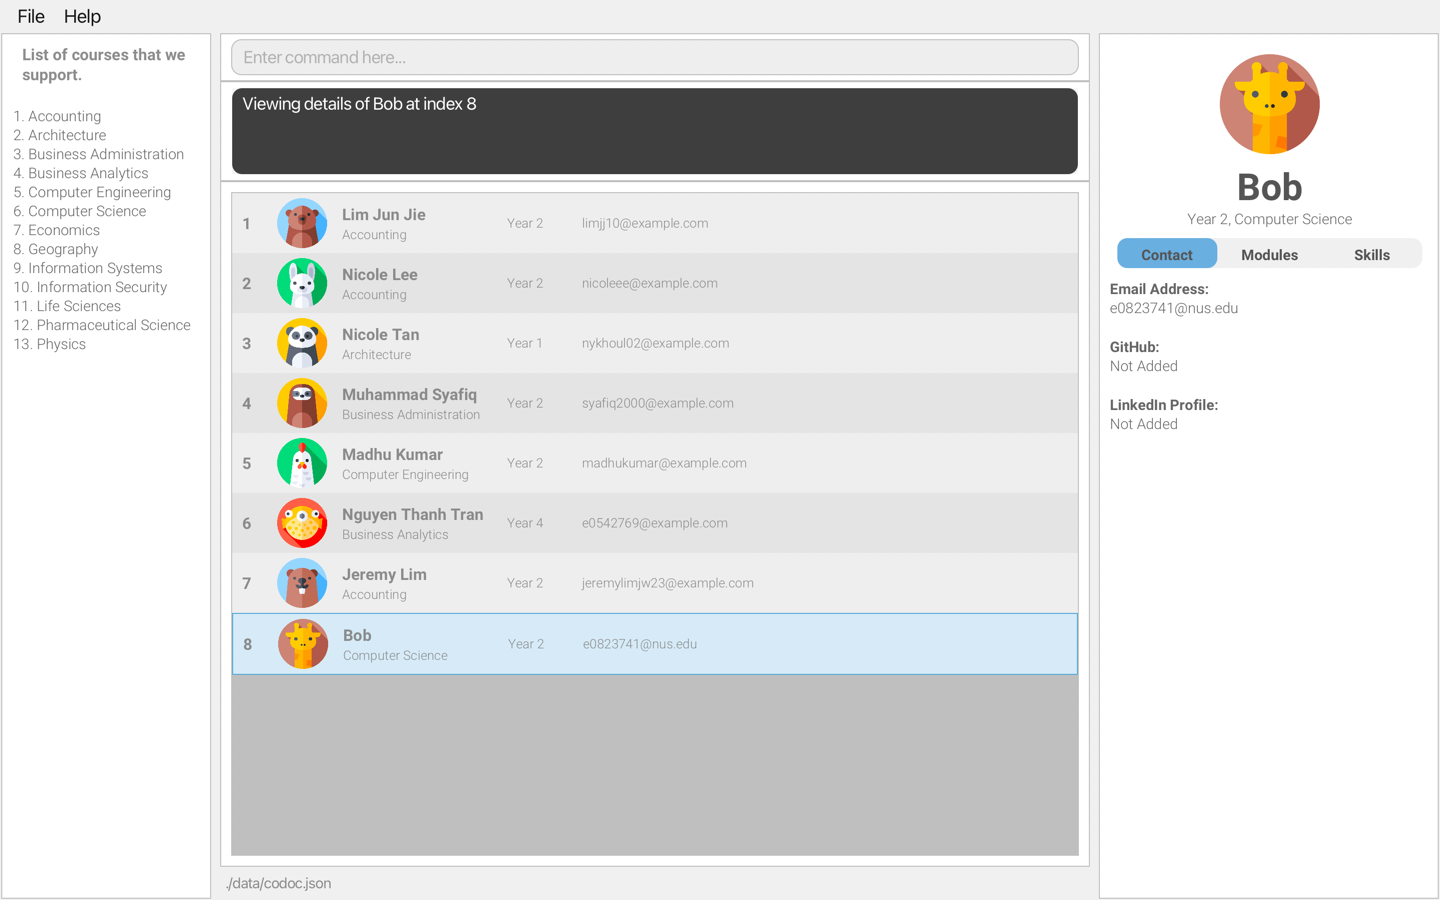 File Help
List of courses that we
support.
1. Accounting
2. Architecture
3. Business Administration
4. Business Analytics
5. Computer Engineering
6. Computer Science
7. Economics
8. Geography
9. Information Systems
10. Information Security
11. Life Sciences
12. Pharmaceutical Science
13. Physics
Enter command here...
Viewing details of Bob at index 8
1 Lim Jun Jie Year 2 limjj10@example.com
Accounting
2 Nicole Lee Year 2 nicoleee@example.com
Accounting
3 Nicole Tan Year 1 nykhoul02@example.com
Architecture
4 Muhammad Syafiq Year 2 syafiq2000@example.com
Business Administration
5 Madhu Kumar Year 2 madhukumar@example.com
Computer Engineering
6 Nguyen Thanh Tran Year 4 e0542769@example.com
Business Analytics
7 Jeremy Lim Year 2 jeremylimjw23@example.com
Accounting
8 Bob Year 2 e0823741@nus.edu
Computer Science
./data/codoc.json
Bob
Year 2, Computer Science
Contact Modules Skills
Email Address:
e0823741@nus.edu
GitHub:
Not Added
LinkedIn Profile:
Not Added